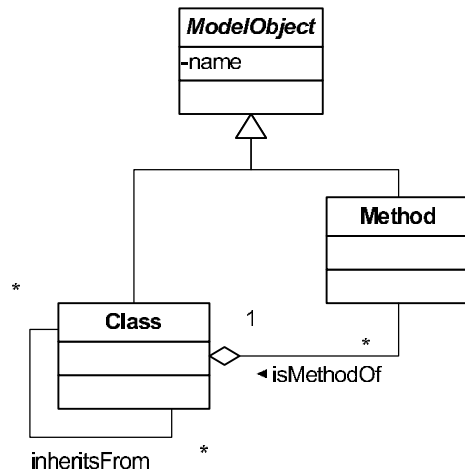 ModelObject
-name
Method
*
Class
1
*
◄ isMethodOf
inheritsFrom
*